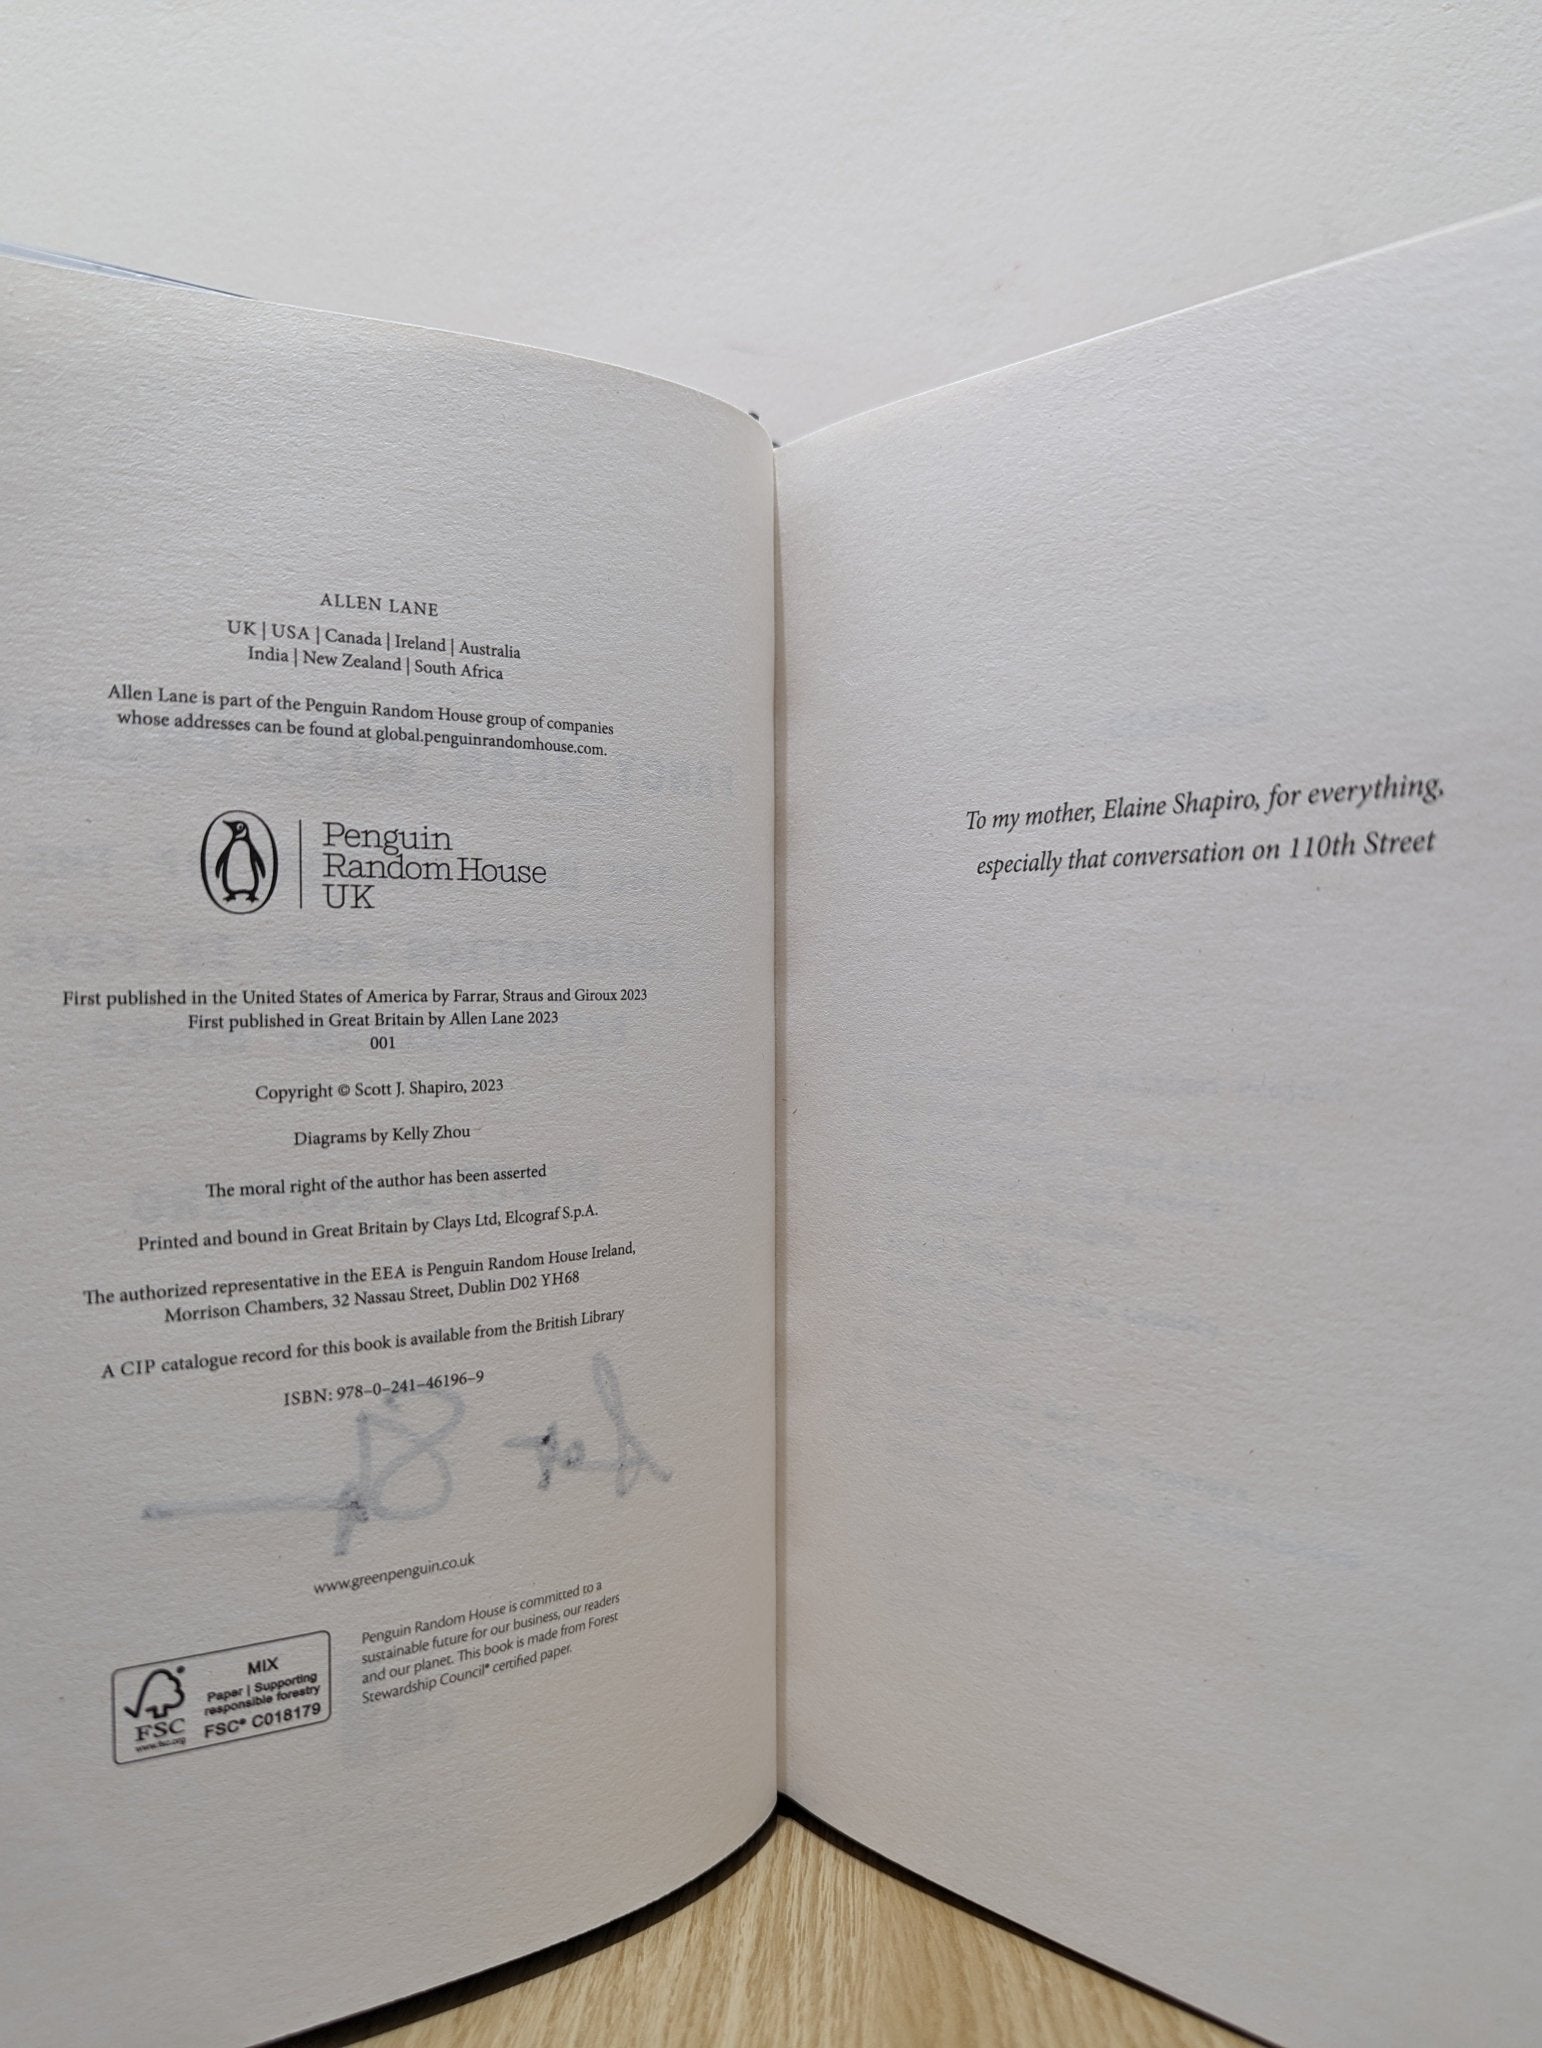 ALLEN LANE
UK | USA | Canada | Ireland | Australia
India | New Zealand | South Africa
Allen Lane is part of the Penguin Random House group of companies
whose addresses can be found at global.penguinrandomhouse.com.
Penguin
Random House
UK
First published in the United States of America by Farrar, Straus and Giroux 2023
First published in Great Britain by Allen Lane 2023
001
Copyright © Scott J. Shapiro, 2023
Diagrams by Kelly Zhou
The moral right of the author has been asserted
Printed and bound in Great Britain by Clays Ltd, Elcograf S.p.A.
The authorized representative in the EEA is Penguin Random House Ireland,
Morrison Chambers, 32 Nassau Street, Dublin D02 YH68
A CIP catalogue record for this book is available from the British Library
ISBN: 978–0–241–46196–9
www.greenpenguin.co.uk
MIX
Paper | Supporting
responsible forestry
FSC® C018179
FSC
www.fsc.org
Penguin Random House is committed to a
sustainable future for our business, our readers
and our planet. This book is made from Forest
Stewardship Council® certified paper.
To my mother, Elaine Shapiro, for everything,
especially that conversation on 110th Street